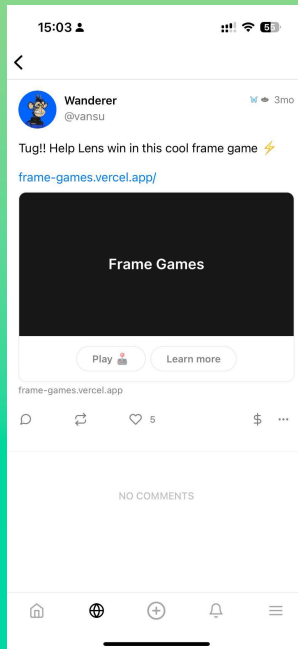 15:03
55
Wanderer
3mo
@vansu
Tug!! Help Lens win in this cool frame game ⚡
frame-games.vercel.app/
Frame Games
Play 🕹️
Learn more
frame-games.vercel.app
5
NO COMMENTS